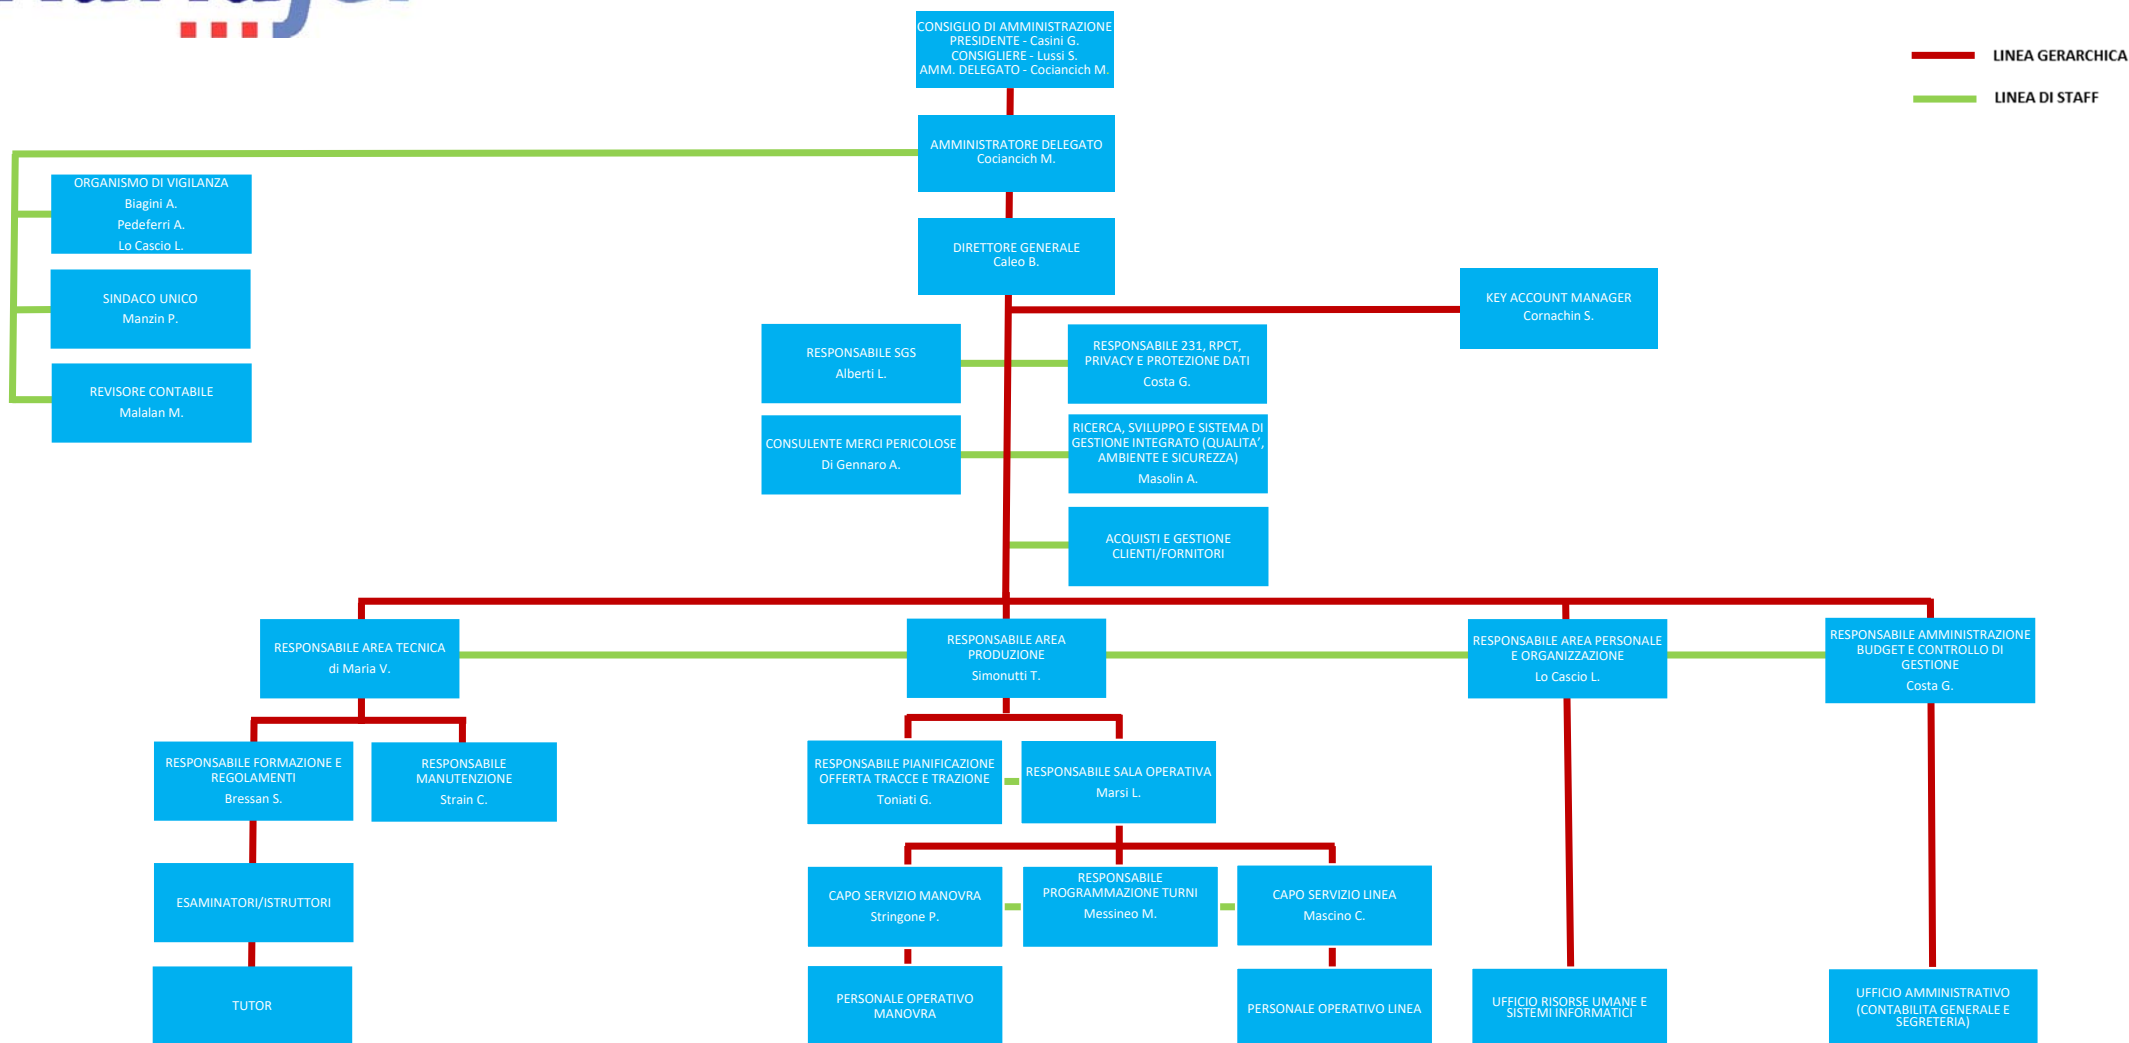 CONSIGLIO DI AMMINISTRAZIONE
PRESIDENTE - Casini G.
CONSIGLIERE - Lussi S.
AMM. DELEGATO - Cociancich M.
LINEA GERARCHICA
LINEA DI STAFF
AMMINISTRATORE DELEGATO
Cociancich M.
ORGANISMO DI VIGILANZA
Biagini A.
Pedeferri A.
Lo Cascio L.
DIRETTORE GENERALE
Caleo B.
SINDACO UNICO
Manzin P.
KEY ACCOUNT MANAGER
Cornachin S.
RESPONSABILE SGS
Alberti L.
RESPONSABILE 231, RPCT,
PRIVACY E PROTEZIONE DATI
Costa G.
REVISORE CONTABILE
Malalan M.
CONSULENTE MERCI PERICOLOSE
Di Gennaro A.
RICERCA, SVILUPPO E SISTEMA DI
GESTIONE INTEGRATO (QUALITA’,
AMBIENTE E SICUREZZA)
Masolin A.
ACQUISTI E GESTIONE
CLIENTI/FORNITORI
RESPONSABILE AREA TECNICA
di Maria V.
RESPONSABILE AREA
PRODUZIONE
Simonutti T.
RESPONSABILE AREA PERSONALE
E ORGANIZZAZIONE
Lo Cascio L.
RESPONSABILE AMMINISTRAZIONE
BUDGET E CONTROLLO DI
GESTIONE
Costa G.
RESPONSABILE FORMAZIONE E
REGOLAMENTI
Bressan S.
RESPONSABILE
MANUTENZIONE
Strain C.
RESPONSABILE PIANIFICAZIONE
OFFERTA TRACCE E TRAZIONE
Toniati G.
RESPONSABILE SALA OPERATIVA
Marsi L.
ESAMINATORI/ISTRUTTORI
CAPO SERVIZIO MANOVRA
Stringone P.
RESPONSABILE
PROGRAMMAZIONE TURNI
Messineo M.
CAPO SERVIZIO LINEA
Mascino C.
TUTOR
PERSONALE OPERATIVO
MANOVRA
PERSONALE OPERATIVO LINEA
UFFICIO RISORSE UMANE E
SISTEMI INFORMATICI
UFFICIO AMMINISTRATIVO
(CONTABILITA GENERALE E
SEGRETERIA)